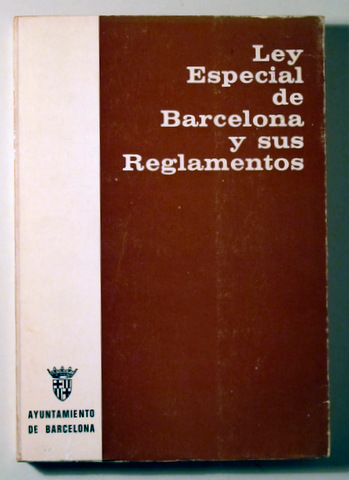 Ley
Especial
de
Barcelona
y sus
Reglamentos
AYUNTAMIENTO
DE BARCELONA